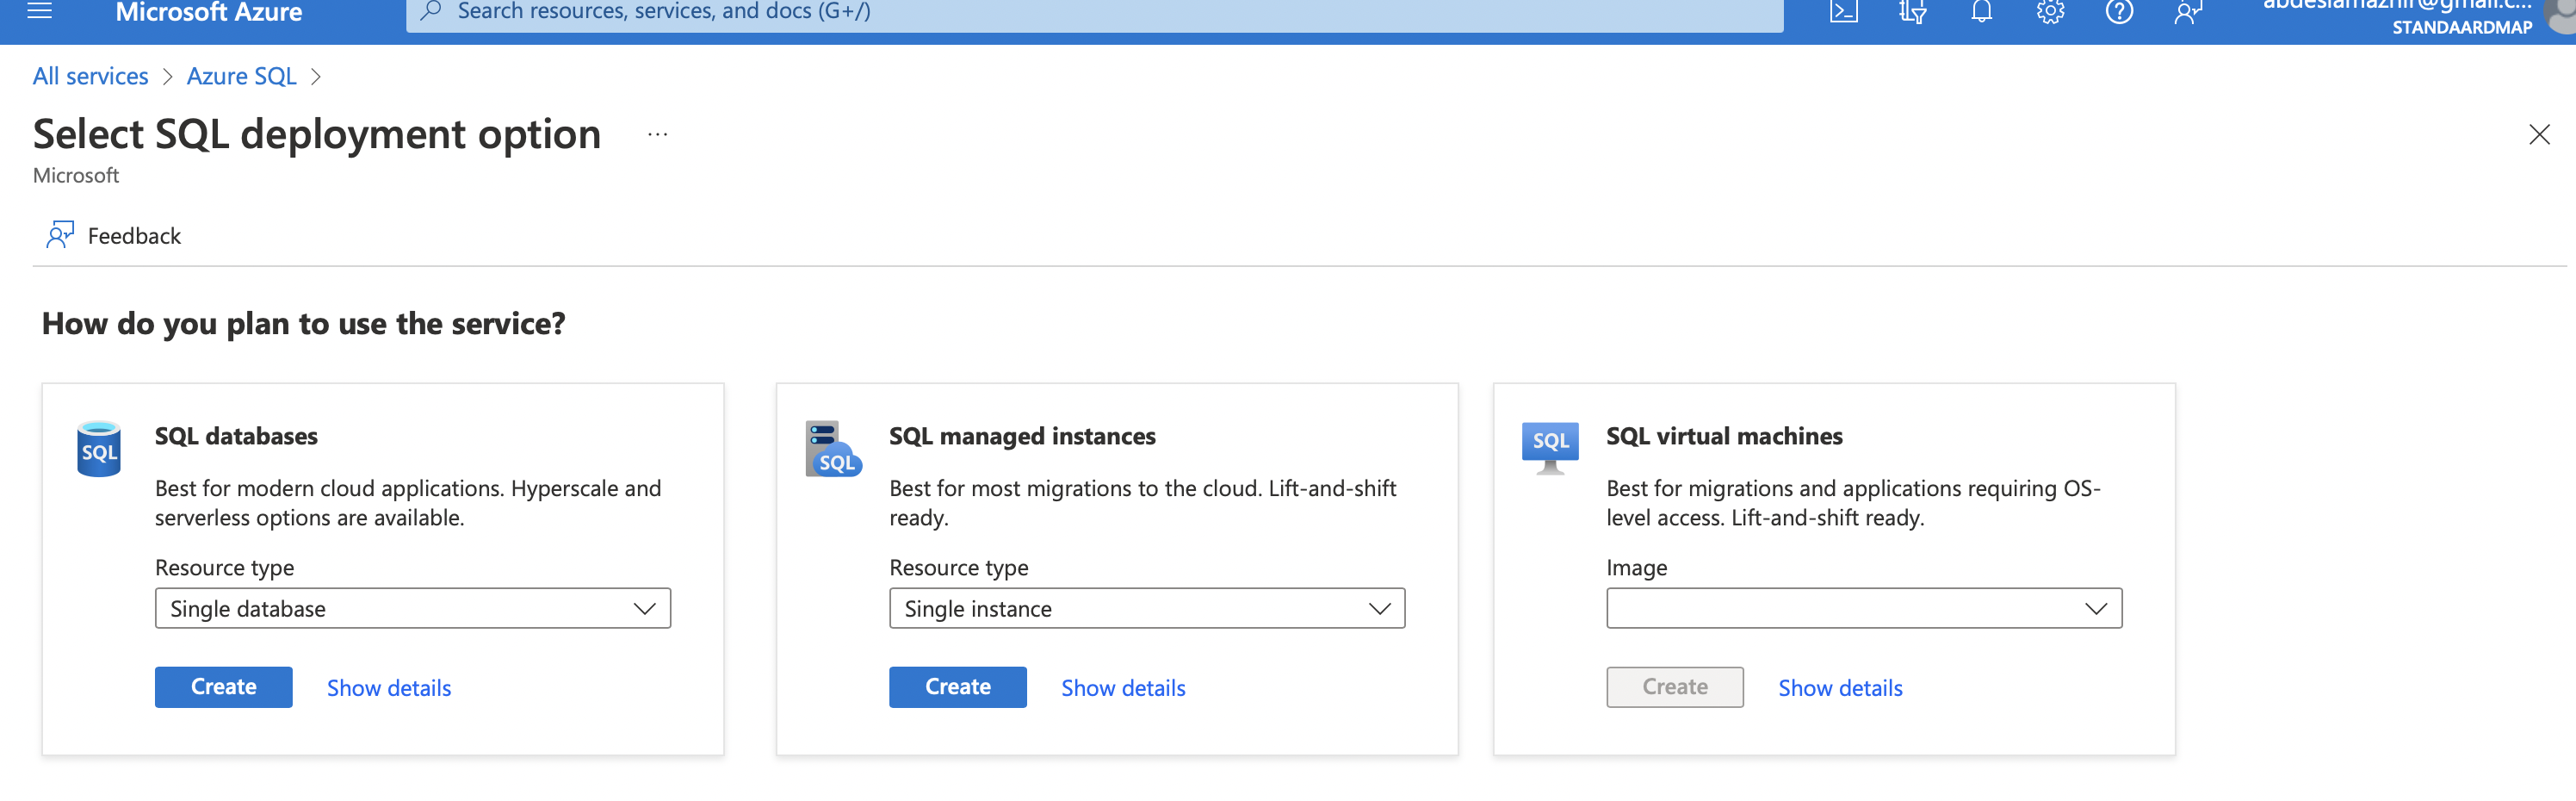 Microsoft Azure
Search resources, services, and docs (G+/)
abdeslamazhir@gmail.c...
STANDAARDMAP
All services > Azure SQL >
Select SQL deployment option ...
Microsoft
Feedback
How do you plan to use the service?
SQL
SQL databases
Best for modern cloud applications. Hyperscale and
serverless options are available.
Resource type
Single database
Create Show details
SQL
SQL managed instances
Best for most migrations to the cloud. Lift-and-shift
ready.
Resource type
Single instance
Create Show details
SQL
SQL virtual machines
Best for migrations and applications requiring OS-
level access. Lift-and-shift ready.
Image
Create Show details